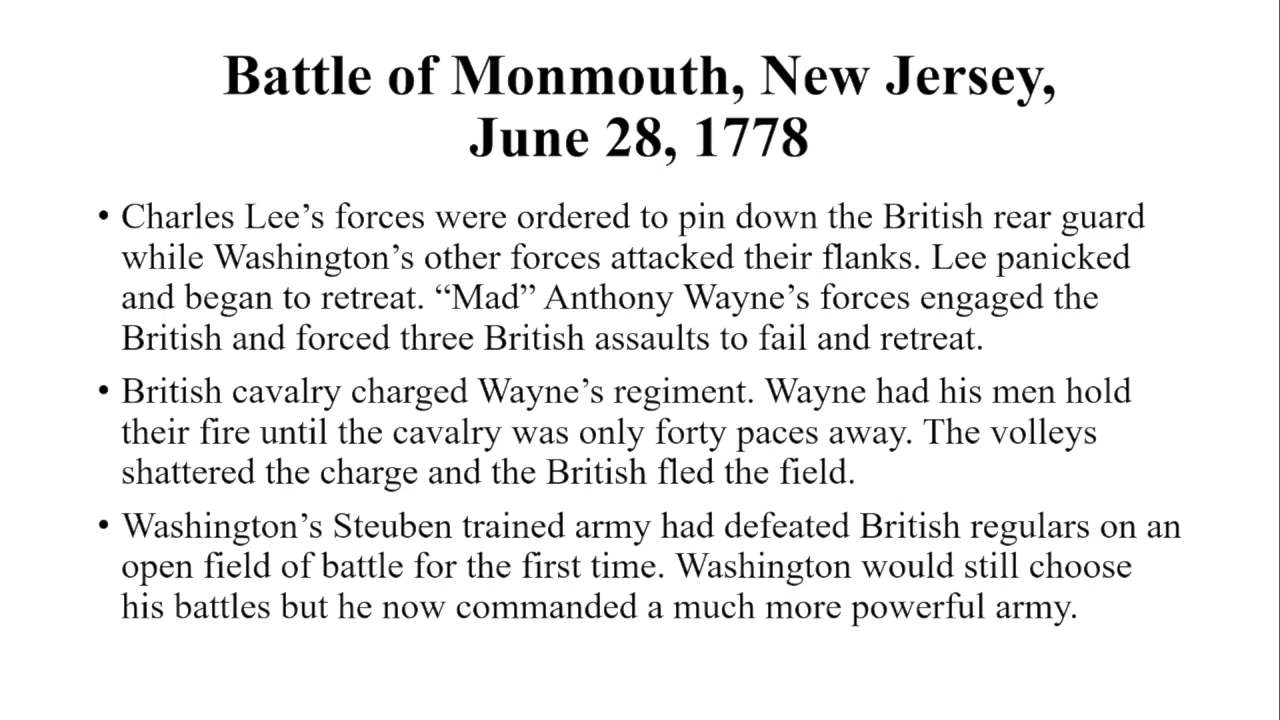 Battle of Monmouth, New Jersey,
June 28, 1778
• Charles Lee’s forces were ordered to pin down the British rear guard
while Washington’s other forces attacked their flanks. Lee panicked
and began to retreat. “Mad” Anthony Wayne’s forces engaged the
British and forced three British assaults to fail and retreat.
• British cavalry charged Wayne’s regiment. Wayne had his men hold
their fire until the cavalry was only forty paces away. The volleys
shattered the charge and the British fled the field.
• Washington’s Steuben trained army had defeated British regulars on an
open field of battle for the first time. Washington would still choose
his battles but he now commanded a much more powerful army.